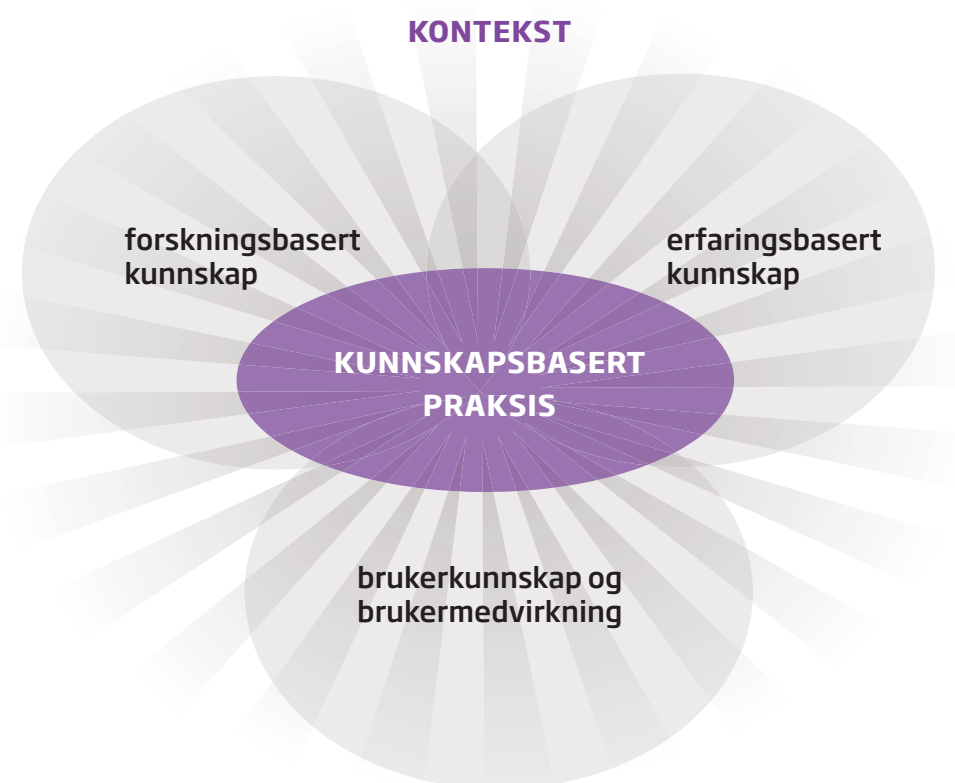 KONTEKST
forskningsbasert
kunnskap
erfaringsbasert
kunnskap
KUNNSKAPSBASERT
PRAKSIS
brukerkunnskap og
brukermedvirkning